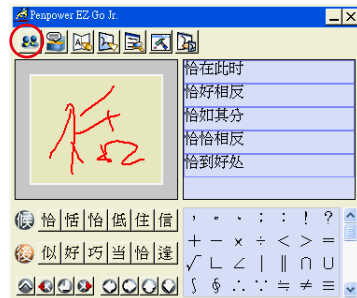 Penpower EZ Go Jr.
恰在此时
恰好相反
恰如其分
恰恰相反
恰到好处
候 恰 恬 怡 低 住 信
後 似 好 巧 当 恰 逢
, 。 、 ; : ! ?
+ - × ÷ < > =
√ ∟ ∠ | ‖ ∩ ∪
∫ ∮ ∴ ∵ ≒ ≠ ≡